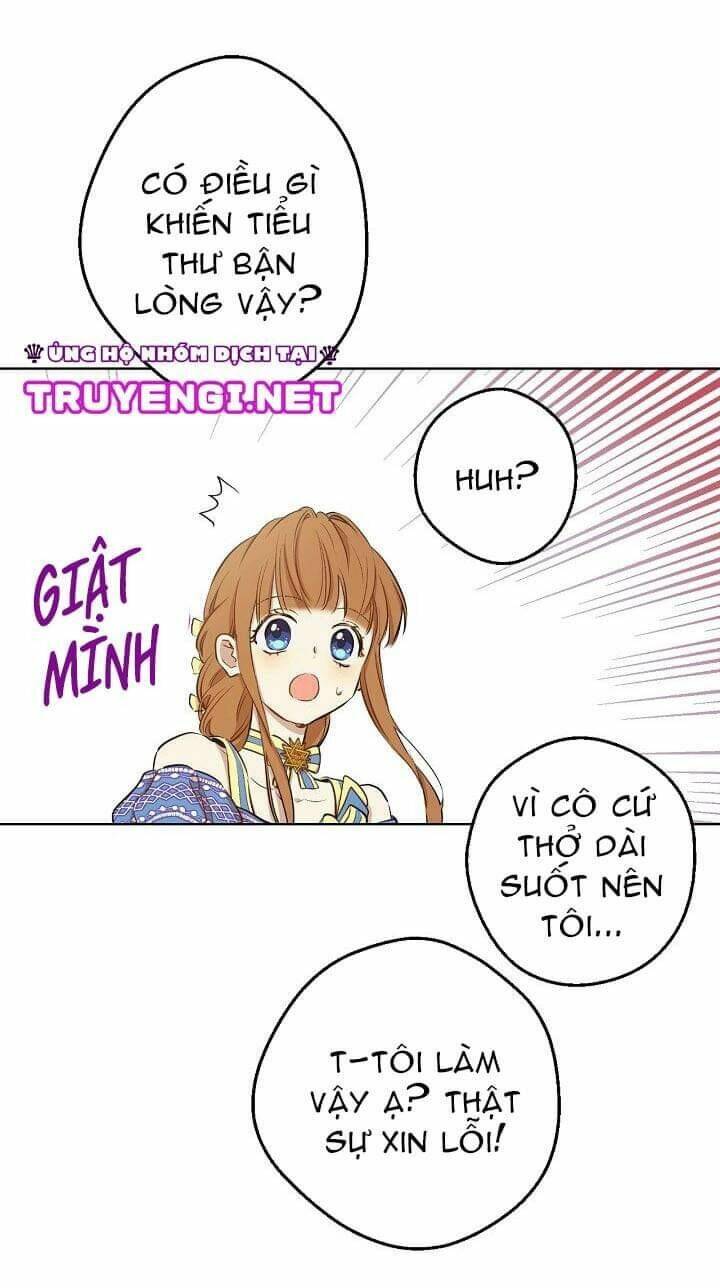 CÓ ĐIỀU GÌ
KHIẾN TIỂU
THƯ BẬN
LÒNG VẬY?
ỦNG HỘ NHÓM DỊCH TẠI
TRUYENGI.NET
HUH?
GIẬT
MÌNH
VÌ CÔ CỨ
THỞ DÀI
SUỐT NÊN
TÔI...
T-TÔI LÀM
VẬY Ạ? THẬT
SỰ XIN LỖI!